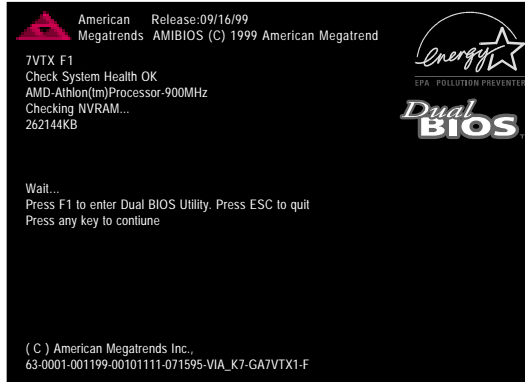 American Release:09/16/99
Megatrends AMIBIOS (C) 1999 American Megatrend
energy
EPA POLLUTION PREVENTER
7VTX F1
Check System Health OK
AMD-Athlon(tm)Processor-900MHz
Checking NVRAM...
262144KB
Dual
BIOS
Wait...
Press F1 to enter Dual BIOS Utility. Press ESC to quit
Press any key to contiune
( C ) American Megatrends Inc.,
63-0001-001199-00101111-071595-VIA_K7-GA7VTX1-F